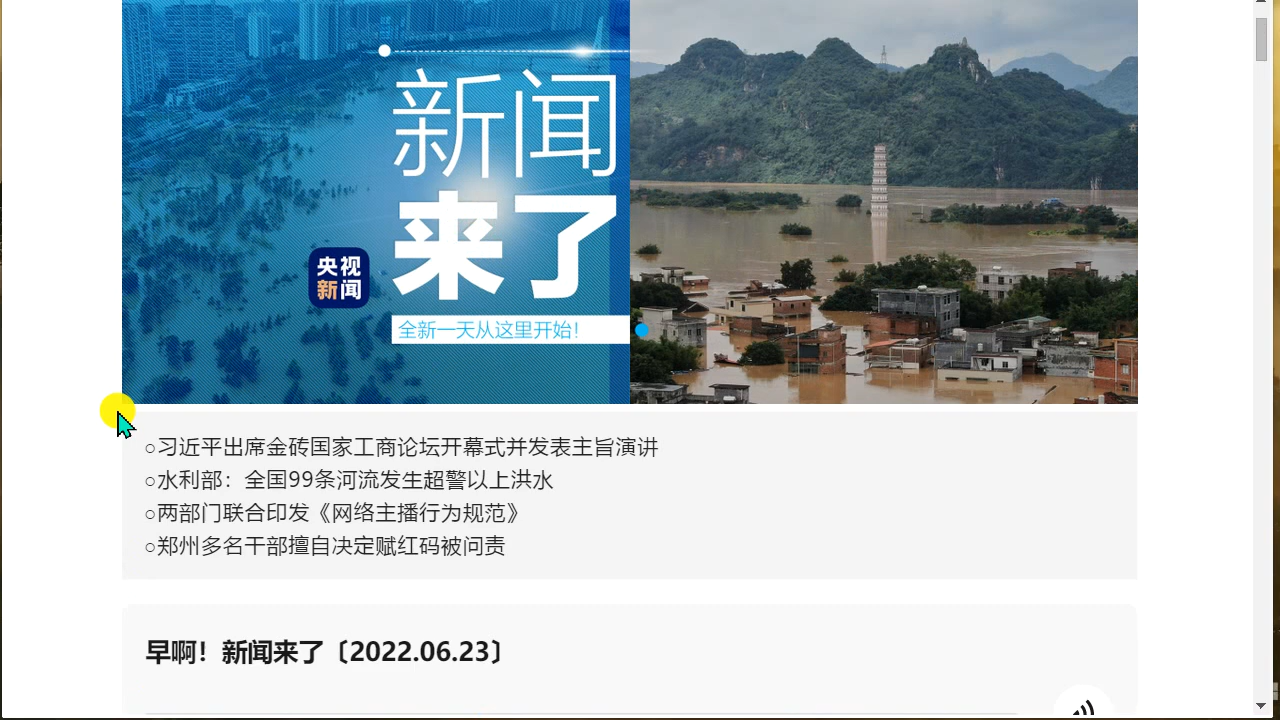 新闻
来了
央视
新闻
全新一天从这里开始!
○习近平出席金砖国家工商论坛开幕式并发表主旨演讲
○水利部：全国99条河流发生超警以上洪水
○两部门联合印发《网络主播行为规范》
○郑州多名干部擅自决定赋红码被问责
早啊！新闻来了〔2022.06.23〕